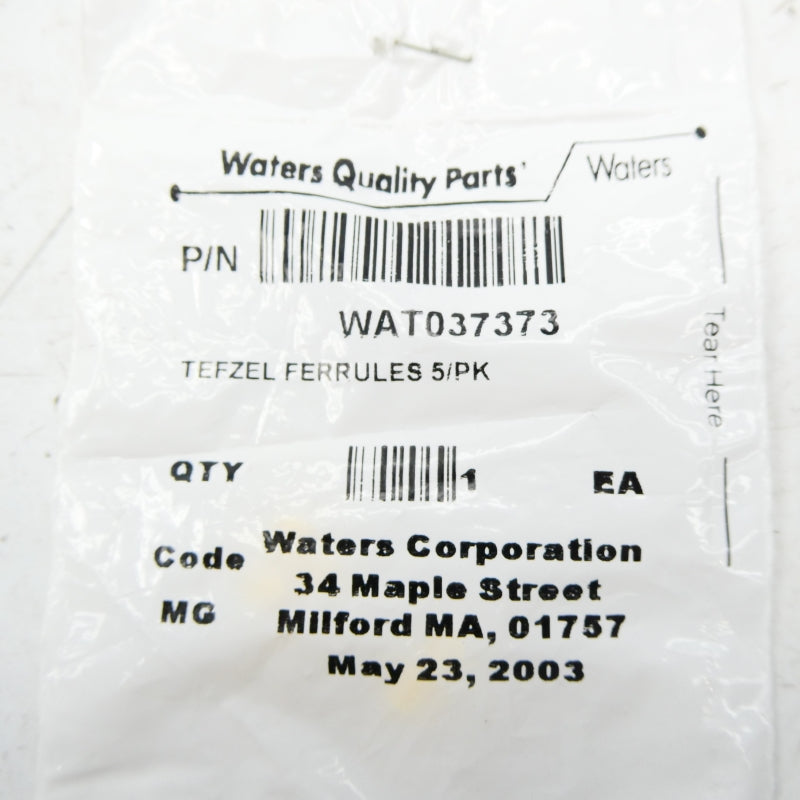 Waters Quality Parts'
Waters
P/N
WAT037373
TEFZEL FERRULES 5/PK
Tear Here
QTY 1 EA
Code Waters Corporation
34 Maple Street
MG Milford MA, 01757
May 23, 2003